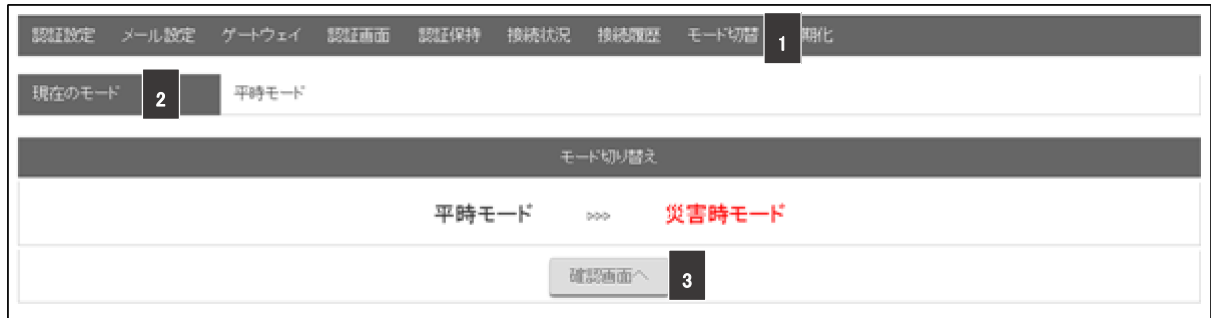 認証設定 メール設定 ゲートウェイ 認証画面 認証保持 接続状況 接続履歴 モード切替 1 期化
現在のモード 2 平時モード
モード切り替え
平時モード >>> 災害時モード
確認画面へ 3